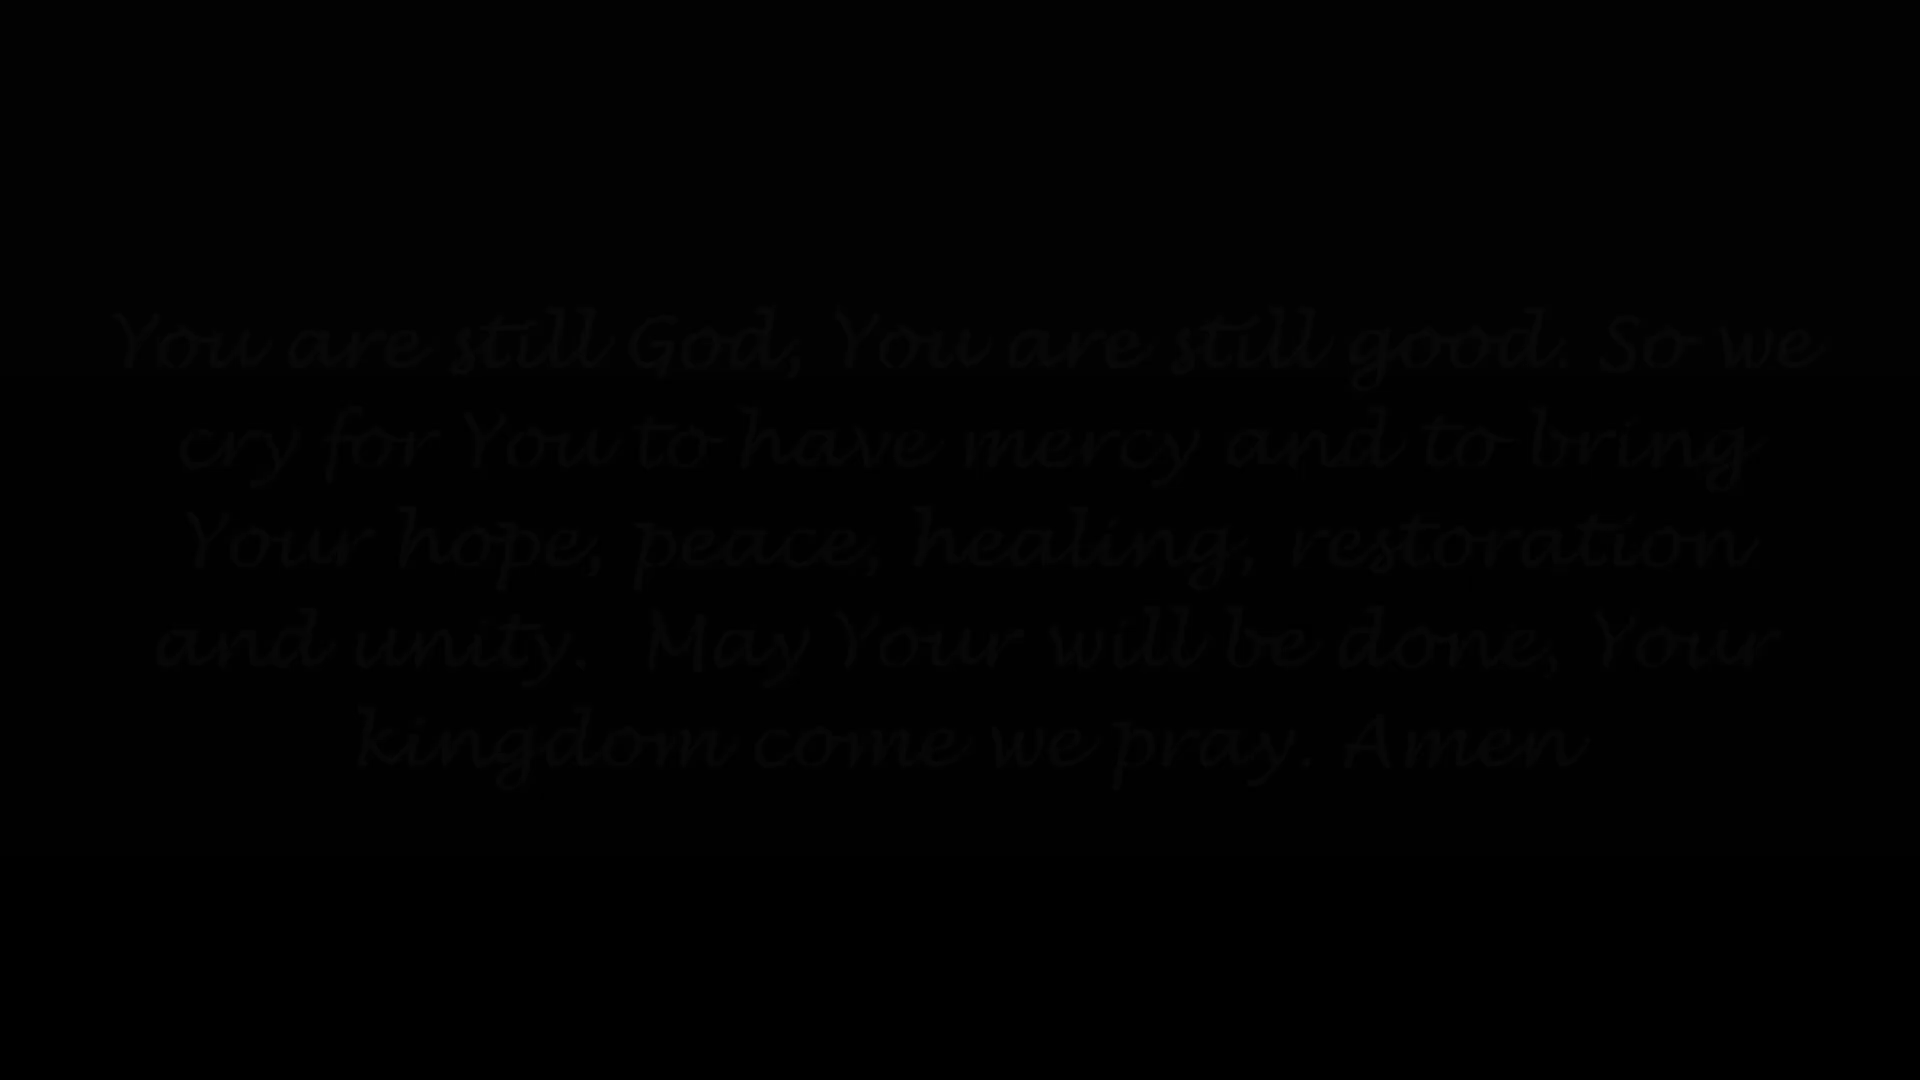 You are still God, You are still good. So we
cry for You to have mercy and to bring
Your hope, peace, healing, restoration
and unity.  May Your will be done, Your
kingdom come we pray. Amen